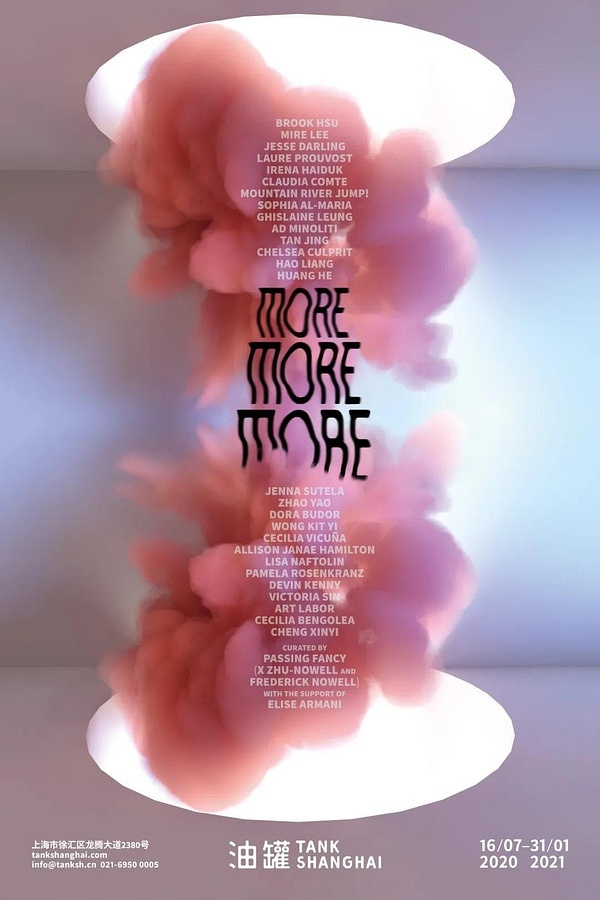 BROOK HSU
MIRE LEE
JESSE DARLING
LAURE PROUVOST
IRENA HAIDUK
CLAUDIA COMTE
MOUNTAIN RIVER JUMP!
SOPHIA AL-MARIA
GHISLAINE LEUNG
AD MINOLITI
TAN JING
CHELSEA CULPRIT
HAO LIANG
HUANG HE
MORE
MORE
MORE
JENNA SUTELA
ZHAO YAO
DORA BUDOR
WONG KIT YI
CECILIA VICUÑA
ALLISON JANAE HAMILTON
LISA NAFTOLIN
PAMELA ROSENKRANZ
DEVIN KENNY
VICTORIA SIN
ART LABOR
CECILIA BENGOLEA
CHENG XINYI
CURATED BY
PASSING FANCY
(X ZHU-NOWELL AND
FREDERICK NOWELL)
WITH THE SUPPORT OF
ELISE ARMANI
上海市徐汇区龙腾大道2380号
tankshanghai.com
info@tanksh.cn 021-6950 0005
油罐 TANK
SHANGHAI
16/07–31/01
2020 2021